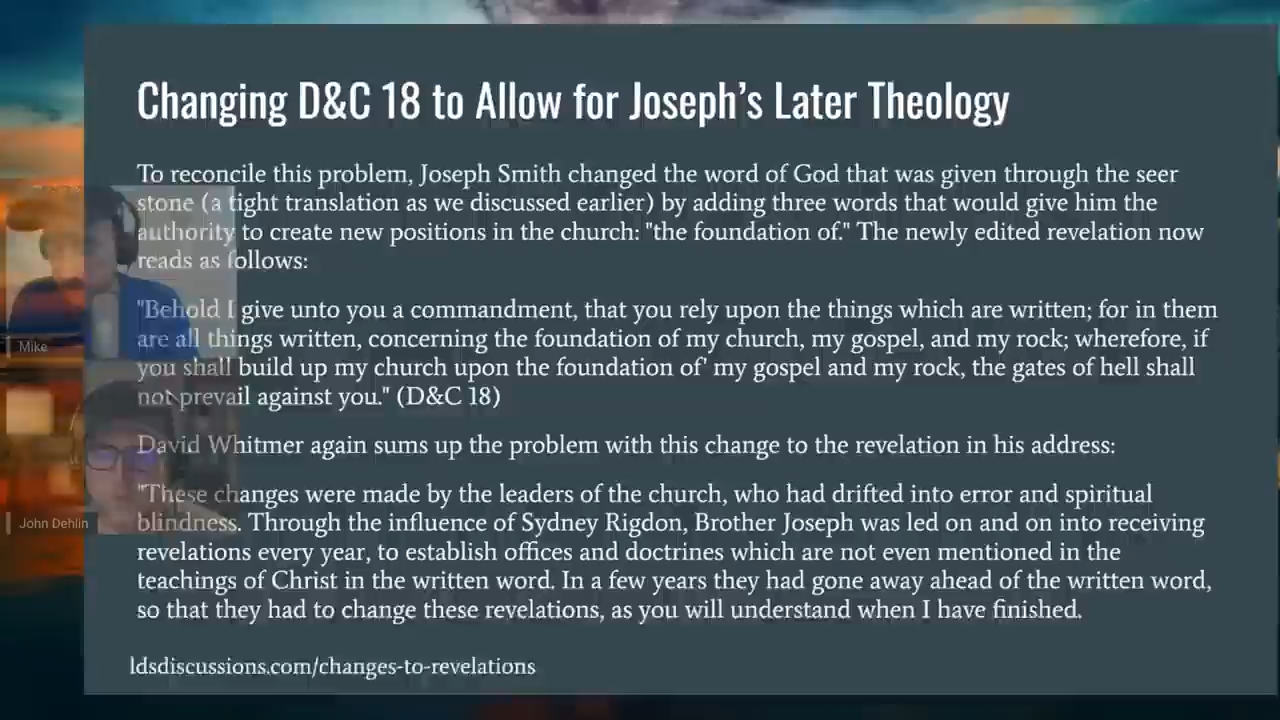 Changing D&C 18 to Allow for Joseph's Later Theology
To reconcile this problem, Joseph Smith changed the word of God that was given through the seer
stone (a tight translation as we discussed earlier) by adding three words that would give him the
authority to create new positions in the church: "the foundation of." The newly edited revelation now
reads as follows:
"Behold I give unto you a commandment, that you rely upon the things which are written; for in them
are all things written, concerning the foundation of my church, my gospel, and my rock; wherefore, if
you shall build up my church upon the foundation of' my gospel and my rock, the gates of hell shall
not prevail against you." (D&C 18)
David Whitmer again sums up the problem with this change to the revelation in his address:
"These changes were made by the leaders of the church, who had drifted into error and spiritual
blindness. Through the influence of Sydney Rigdon, Brother Joseph was led on and on into receiving
revelations every year, to establish offices and doctrines which are not even mentioned in the
teachings of Christ in the written word. In a few years they had gone away ahead of the written word,
so that they had to change these revelations, as you will understand when I have finished.
ldsdiscussions.com/changes-to-revelations
Mike
John Dehlin